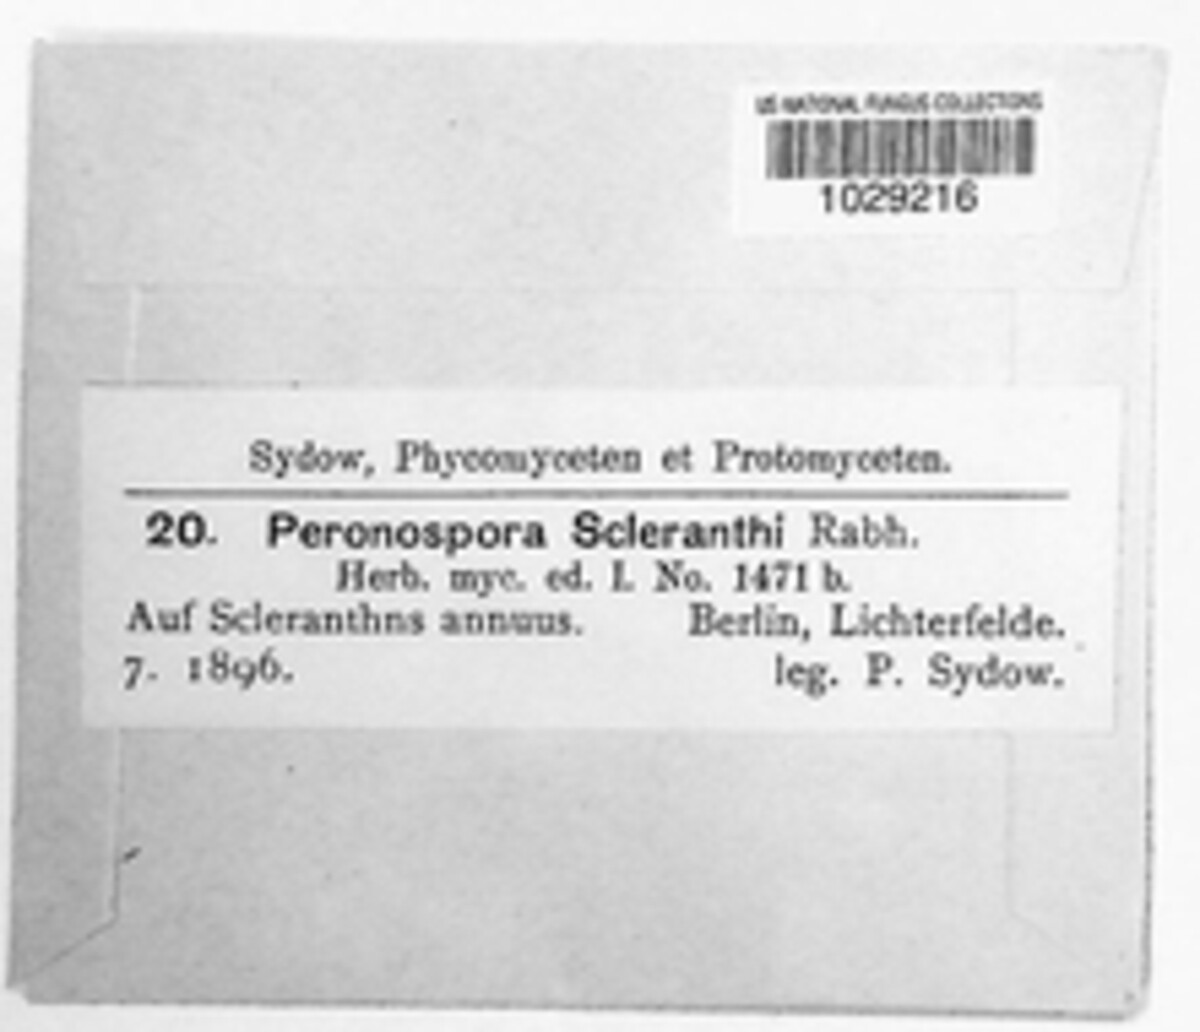 US NATIONAL FUNGUS COLLECTIONS
1029216
Sydow, Phycomyceten et Protomyceten.
20. Peronospora Scleranthi Rabh.
Herb. myc. ed. I. No. 1471 b.
Auf Scleranthns annuus. Berlin, Lichterfelde.
7. 1896. leg. P. Sydow.